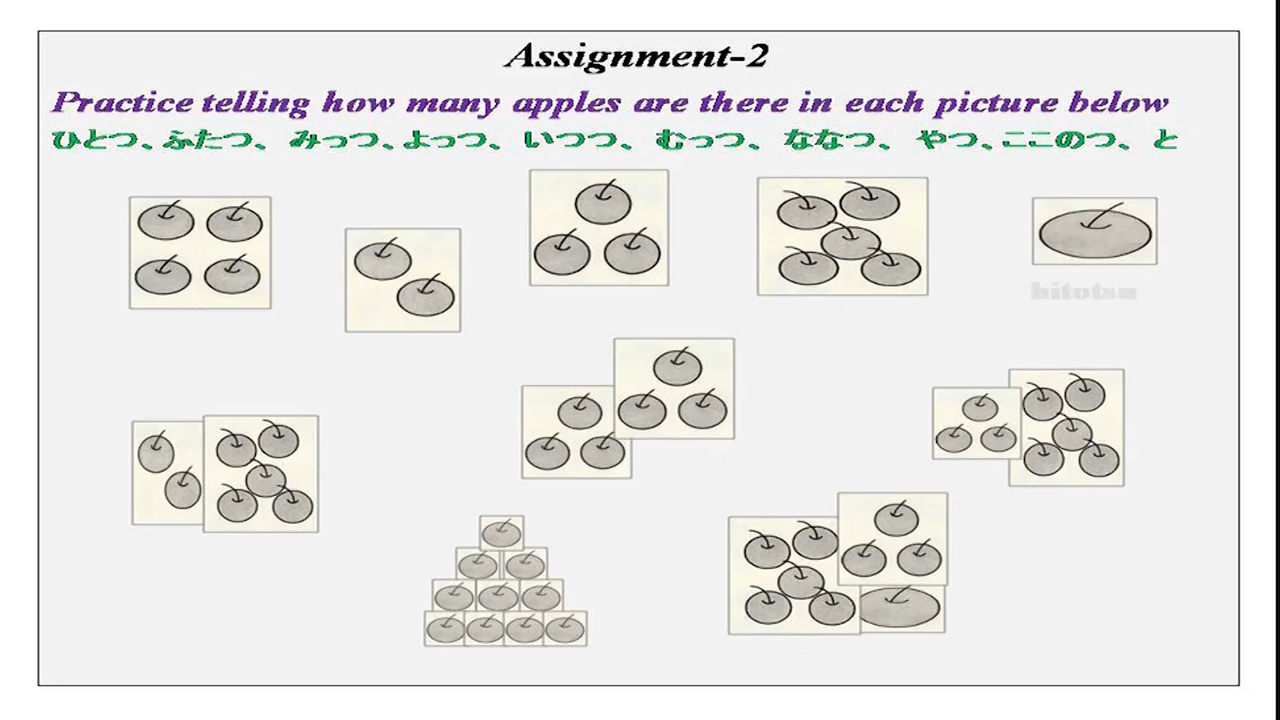 Assignment-2
Practice telling how many apples are there in each picture below
ひとつ、ふたつ、 みっつ、よっつ、 いつつ、 むっつ、 ななつ、 やつ、ここのつ、と
hitotsu